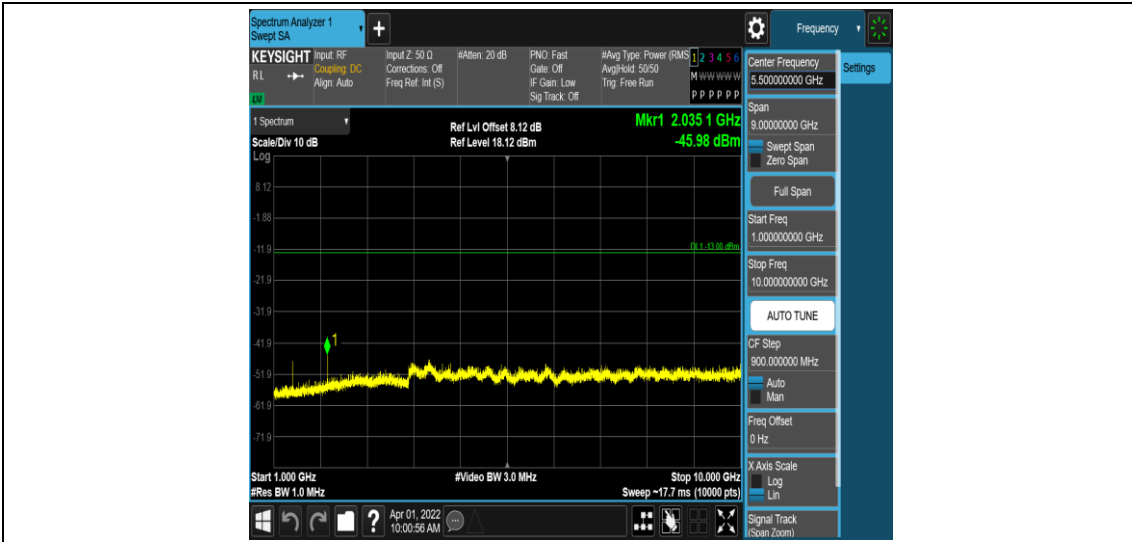 Spectrum Analyzer 1
Swept SA
+
Frequency
KEYSIGHT
RL
LXI
Input: RF
Coupling: DC
Align: Auto
Input Z: 50 Ω
Corrections: Off
Freq Ref: Int (S)
#Atten: 20 dB
PNO: Fast
Gate: Off
IF Gain: Low
Sig Track: Off
#Avg Type: Power (RMS
Avg|Hold: 50/50
Trig: Free Run
1 2 3 4 5 6
M W W W W W
P P P P P P
1 Spectrum
Scale/Div 10 dB
Log
Ref Lvl Offset 8.12 dB
Ref Level 18.12 dBm
Mkr1 2.035 1 GHz
-45.98 dBm
8.12
-1.88
-11.9
DL1 -13.00 dBm
-21.9
-31.9
-41.9
1
-51.9
-61.9
-71.9
Start 1.000 GHz
#Res BW 1.0 MHz
#Video BW 3.0 MHz
Stop 10.000 GHz
Sweep ~17.7 ms (10000 pts)
Center Frequency
5.500000000 GHz
Settings
Span
9.00000000 GHz
Swept Span
Zero Span
Full Span
Start Freq
1.000000000 GHz
Stop Freq
10.000000000 GHz
AUTO TUNE
CF Step
900.000000 MHz
Auto
Man
Freq Offset
0 Hz
X Axis Scale
Log
Lin
Signal Track
(Span Zoom)
?
Apr 01, 2022
10:00:56 AM